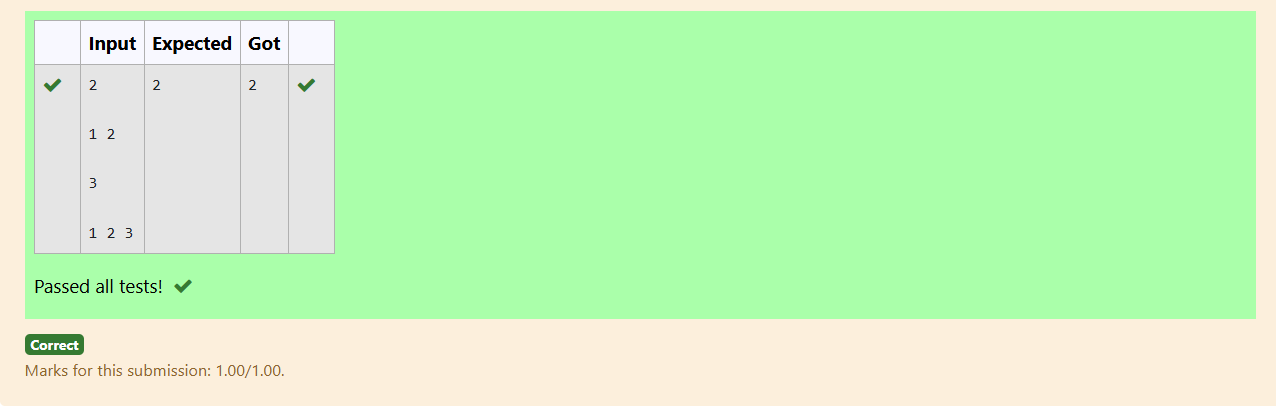 Input Expected Got
2 2 2
1 2
3
1 2 3
Passed all tests!
Correct
Marks for this submission: 1.00/1.00.